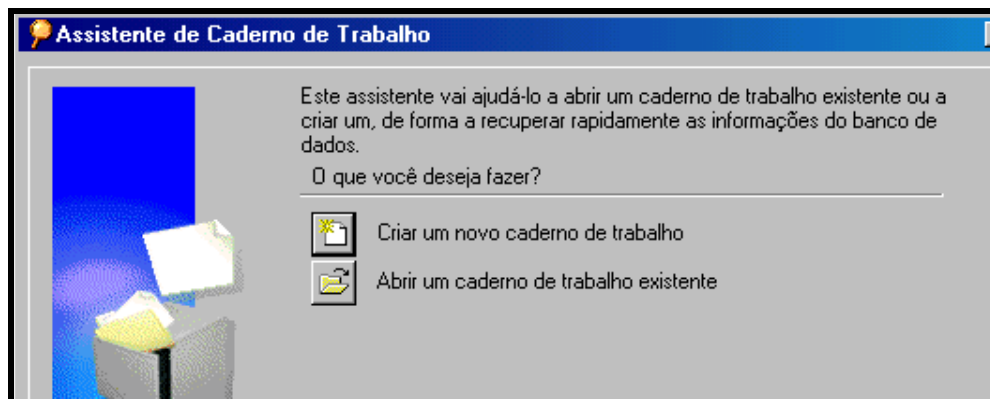 Assistente de Caderno de Trabalho
Este assistente vai ajudá-lo a abrir um caderno de trabalho existente ou a
criar um, de forma a recuperar rapidamente as informações do banco de
dados.
O que você deseja fazer?
Criar um novo caderno de trabalho
Abrir um caderno de trabalho existente